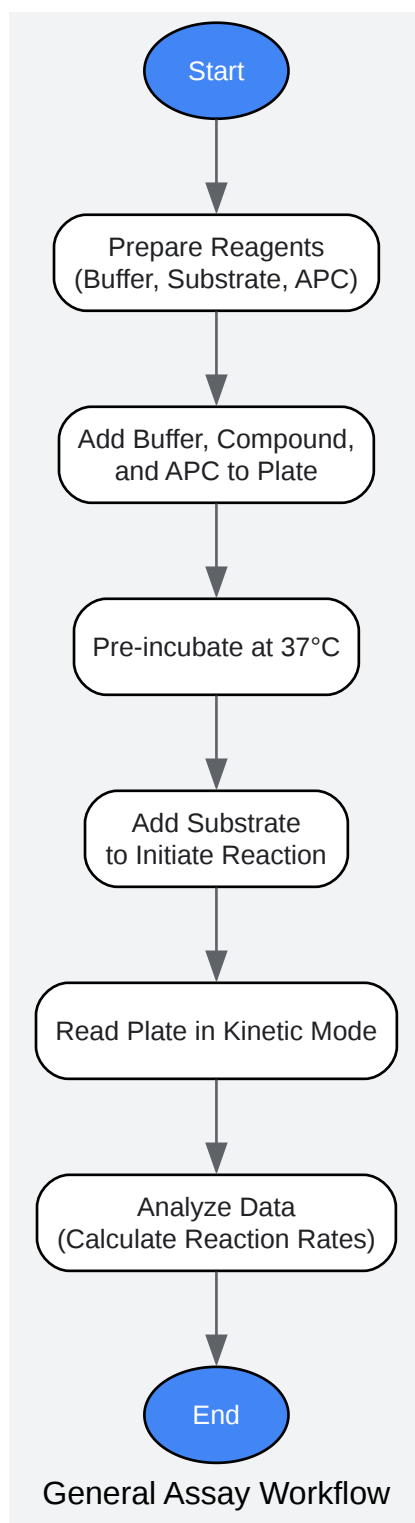 Start
Prepare Reagents
(Buffer, Substrate, APC)
Add Buffer, Compound,
and APC to Plate
Pre-incubate at 37°C
Add Substrate
to Initiate Reaction
Read Plate in Kinetic Mode
Analyze Data
(Calculate Reaction Rates)
End
General Assay Workflow